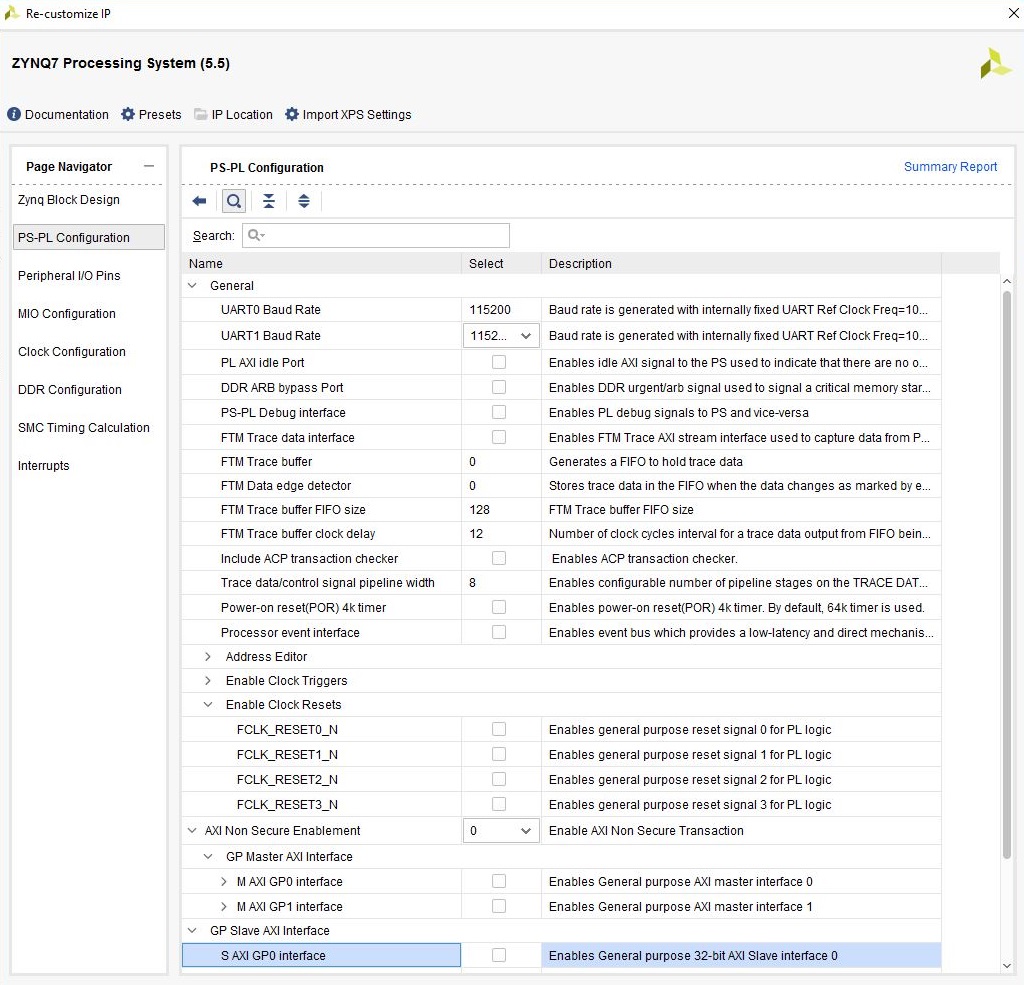 Re-customize IP
ZYNQ7 Processing System (5.5)
Documentation Presets IP Location Import XPS Settings
Page Navigator
Zynq Block Design
PS-PL Configuration
Peripheral I/O Pins
MIO Configuration
Clock Configuration
DDR Configuration
SMC Timing Calculation
Interrupts
PS-PL Configuration Summary Report
Search:
Name Select Description
General
UART0 Baud Rate 115200 Baud rate is generated with internally fixed UART Ref Clock Freq=10...
UART1 Baud Rate 1152... Baud rate is generated with internally fixed UART Ref Clock Freq=10...
PL AXI idle Port Enables idle AXI signal to the PS used to indicate that there are no o...
DDR ARB bypass Port Enables DDR urgent/arb signal used to signal a critical memory star...
PS-PL Debug interface Enables PL debug signals to PS and vice-versa
FTM Trace data interface Enables FTM Trace AXI stream interface used to capture data from P...
FTM Trace buffer 0 Generates a FIFO to hold trace data
FTM Data edge detector 0 Stores trace data in the FIFO when the data changes as marked by e...
FTM Trace buffer FIFO size 128 FTM Trace buffer FIFO size
FTM Trace buffer clock delay 12 Number of clock cycles interval for a trace data output from FIFO bein...
Include ACP transaction checker Enables ACP transaction checker.
Trace data/control signal pipeline width 8 Enables configurable number of pipeline stages on the TRACE DAT...
Power-on reset(POR) 4k timer Enables power-on reset(POR) 4k timer. By default, 64k timer is used.
Processor event interface Enables event bus which provides a low-latency and direct mechanis...
Address Editor
Enable Clock Triggers
Enable Clock Resets
FCLK_RESET0_N Enables general purpose reset signal 0 for PL logic
FCLK_RESET1_N Enables general purpose reset signal 1 for PL logic
FCLK_RESET2_N Enables general purpose reset signal 2 for PL logic
FCLK_RESET3_N Enables general purpose reset signal 3 for PL logic
AXI Non Secure Enablement 0 Enable AXI Non Secure Transaction
GP Master AXI Interface
M AXI GP0 interface Enables General purpose AXI master interface 0
M AXI GP1 interface Enables General purpose AXI master interface 1
GP Slave AXI Interface
S AXI GP0 interface Enables General purpose 32-bit AXI Slave interface 0